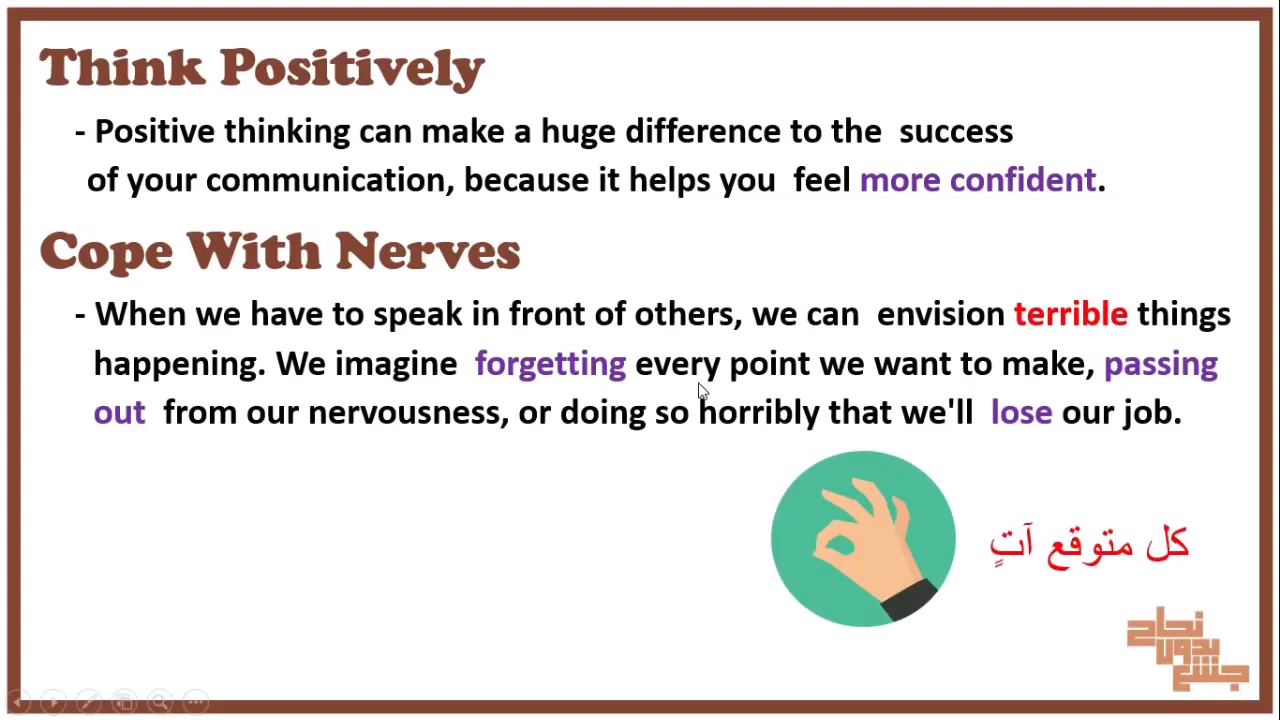 Think Positively
- Positive thinking can make a huge difference to the success
of your communication, because it helps you feel more confident.
Cope With Nerves
- When we have to speak in front of others, we can envision terrible things
happening. We imagine forgetting every point we want to make, passing
out from our nervousness, or doing so horribly that we'll lose our job.
كل متوقع آتٍ
نجاح
بدون
جشع